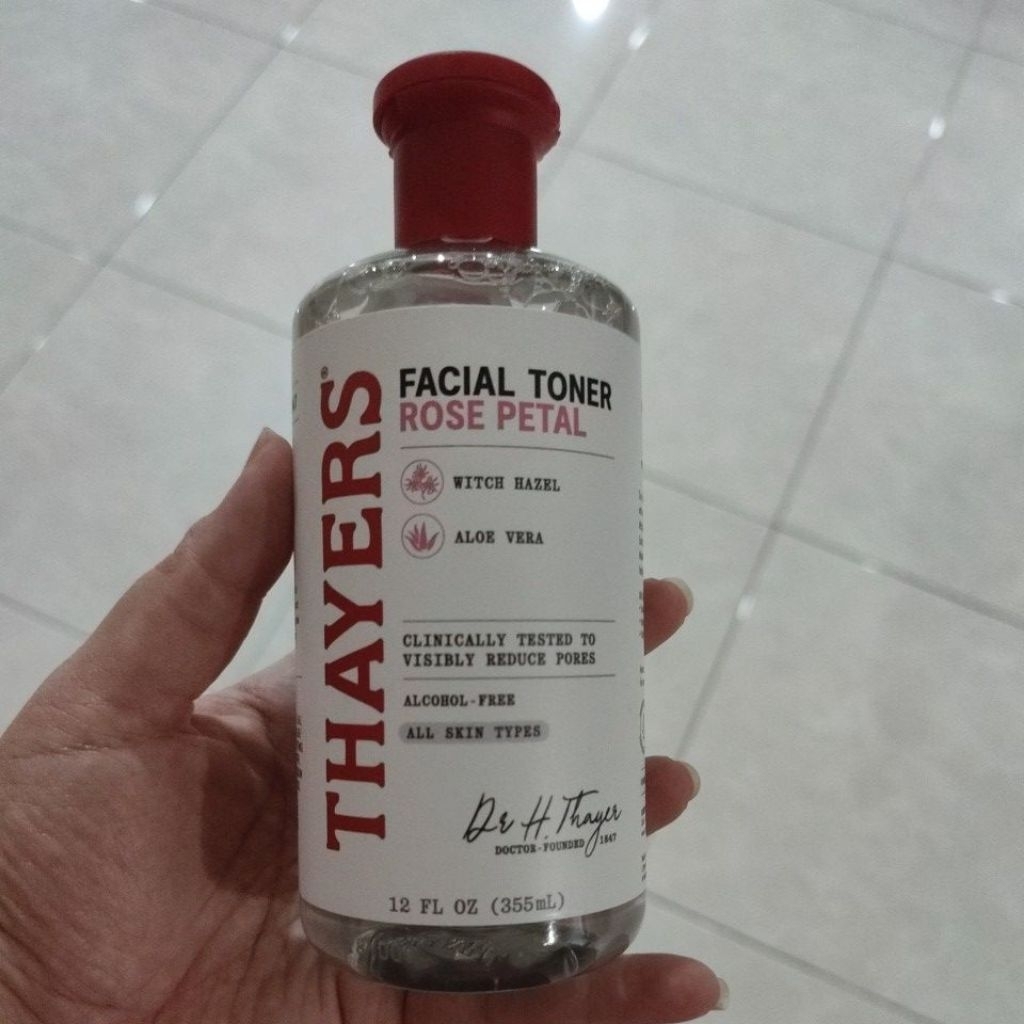 THAYERS®
FACIAL TONER
ROSE PETAL
WITCH HAZEL
ALOE VERA
CLINICALLY TESTED TO
VISIBLY REDUCE PORES
ALCOHOL-FREE
ALL SKIN TYPES
Dr H. Thayer
DOCTOR-FOUNDED 1847
12 FL OZ (355mL)